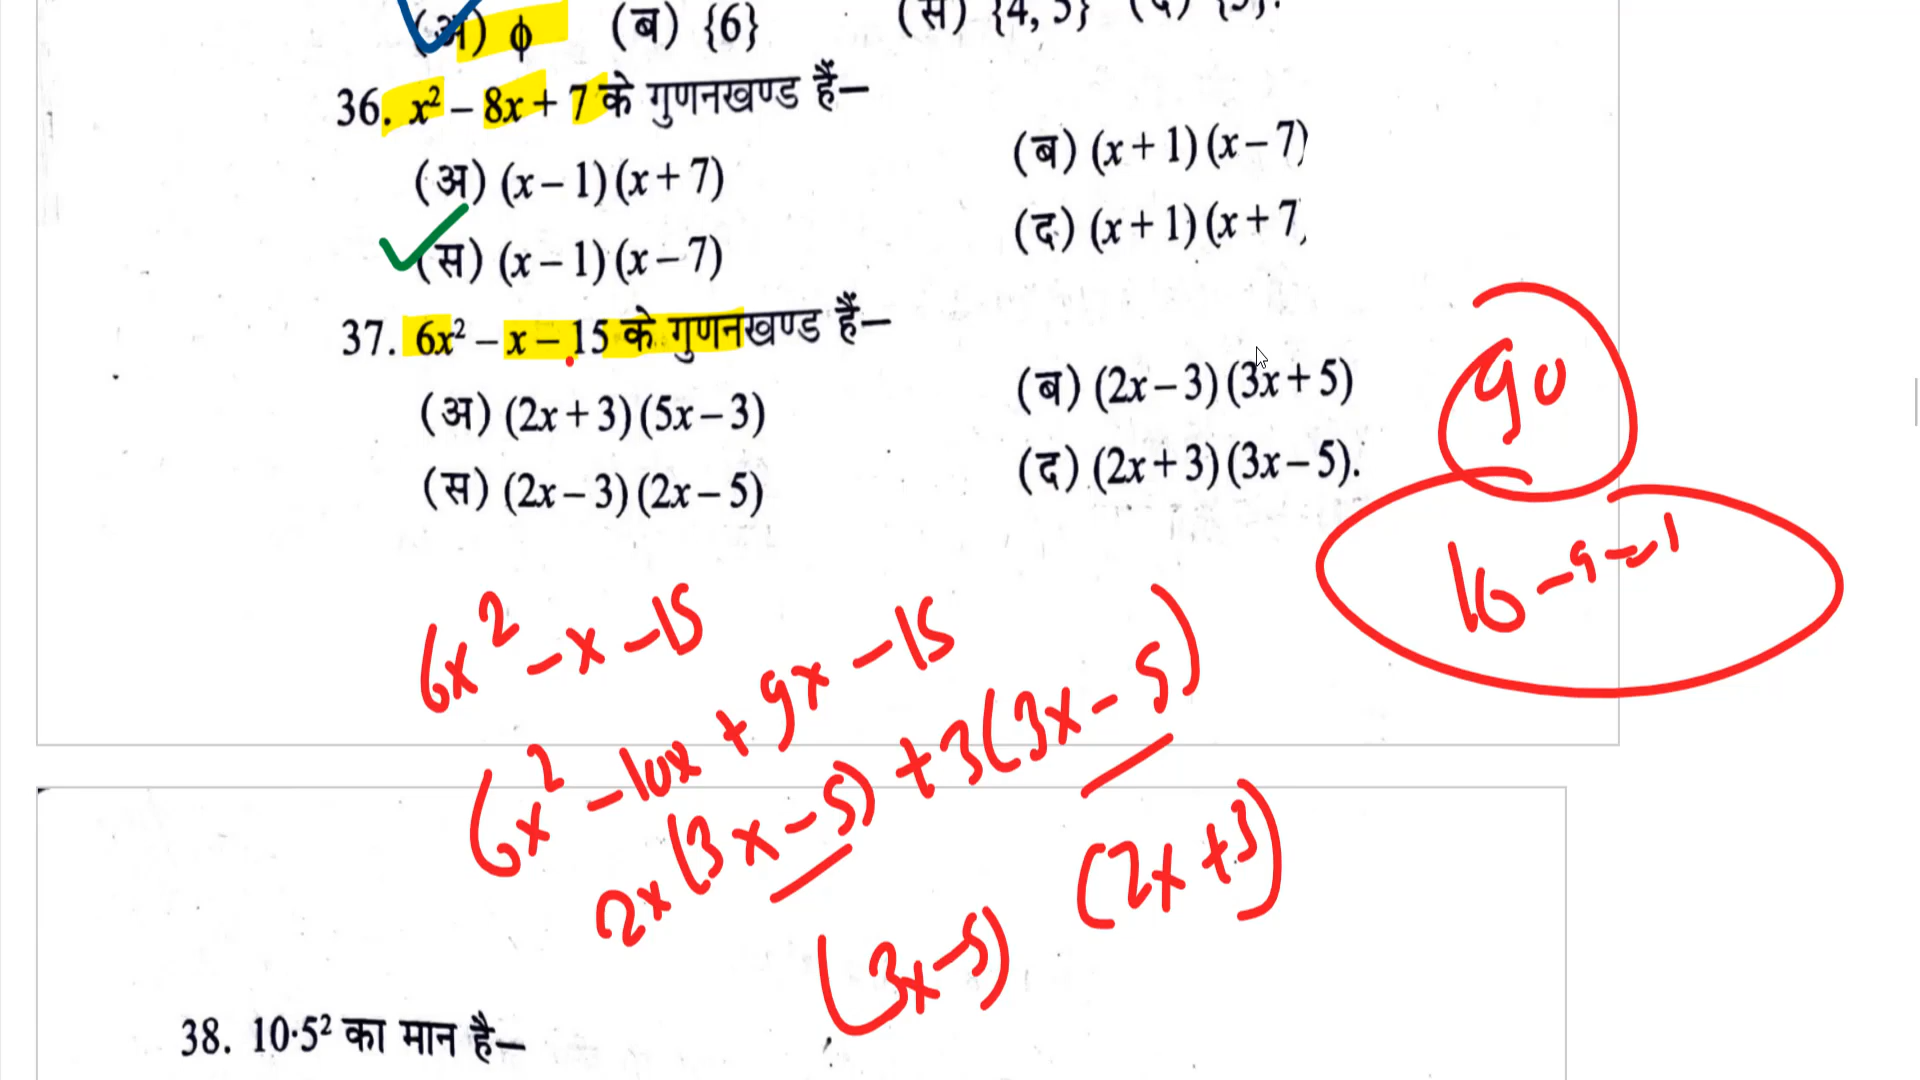 (अ) ϕ (ब) {6} (स) {4, 5} (द) {5}.
36. x² – 8x + 7 के गुणनखण्ड हैं—
(अ) (x – 1) (x + 7) (ब) (x + 1) (x – 7)
(स) (x – 1) (x – 7) (द) (x + 1) (x + 7)
37. 6x² – x – 15 के गुणनखण्ड हैं—
(अ) (2x + 3) (5x – 3) (ब) (2x – 3) (3x + 5)
(स) (2x – 3) (2x – 5) (द) (2x + 3) (3x – 5).
90
10 – 9 = 1
6x² – x – 15
6x² – 10x + 9x – 15
2x (3x – 5) + 3 (3x – 5)
(3x – 5) (2x + 3)
38. 10·5² का मान है—